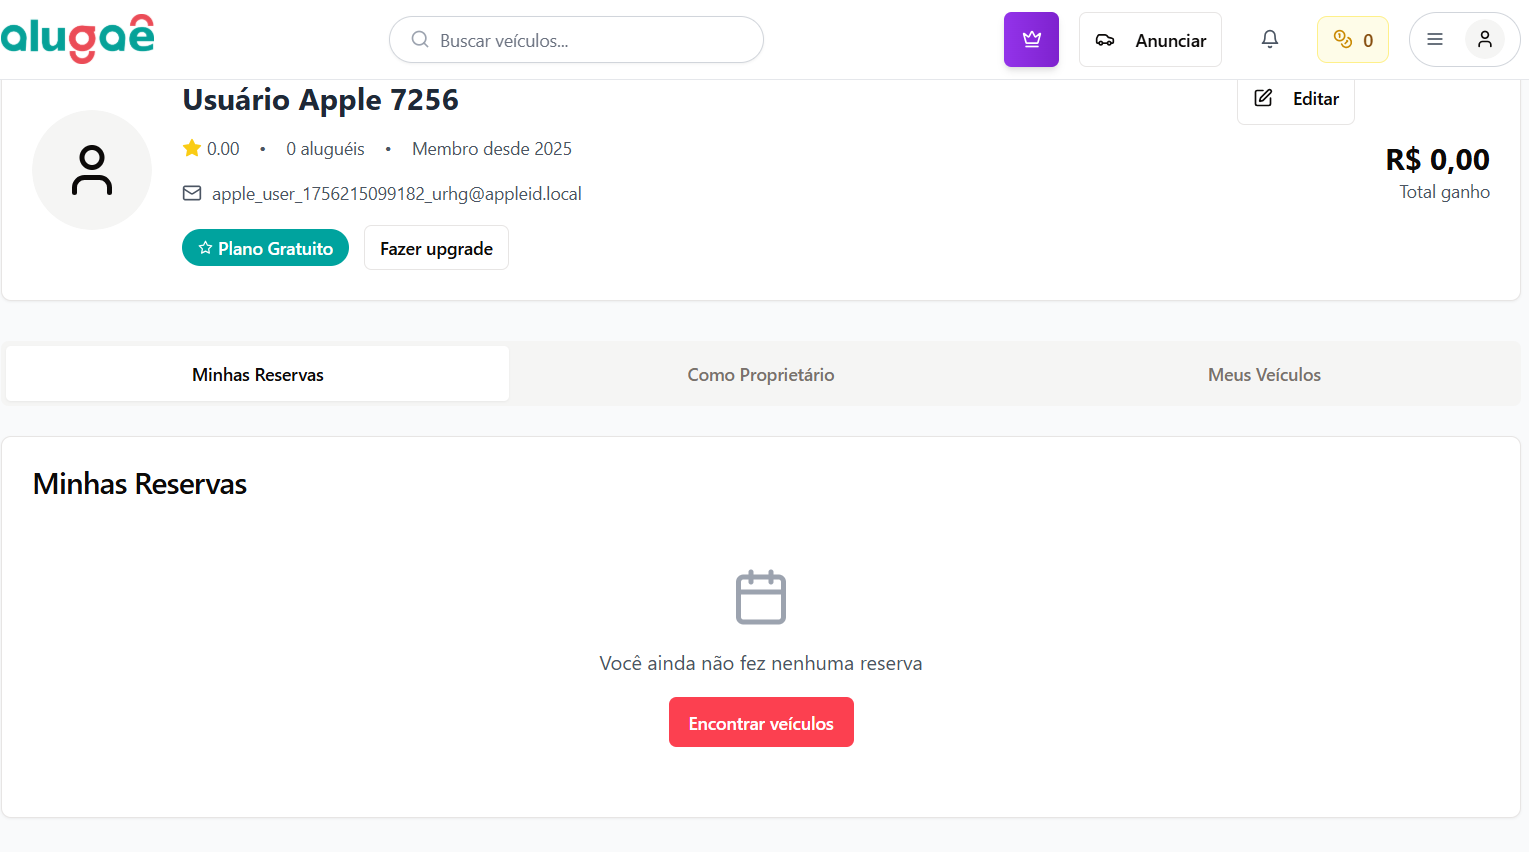 alugaê
Buscar veículos...
Anunciar
0
Usuário Apple 7256
Editar
0.00 • 0 aluguéis • Membro desde 2025
R$ 0,00
Total ganho
apple_user_1756215099182_urhg@appleid.local
Plano Gratuito
Fazer upgrade
Minhas Reservas
Como Proprietário
Meus Veículos
Minhas Reservas
Você ainda não fez nenhuma reserva
Encontrar veículos